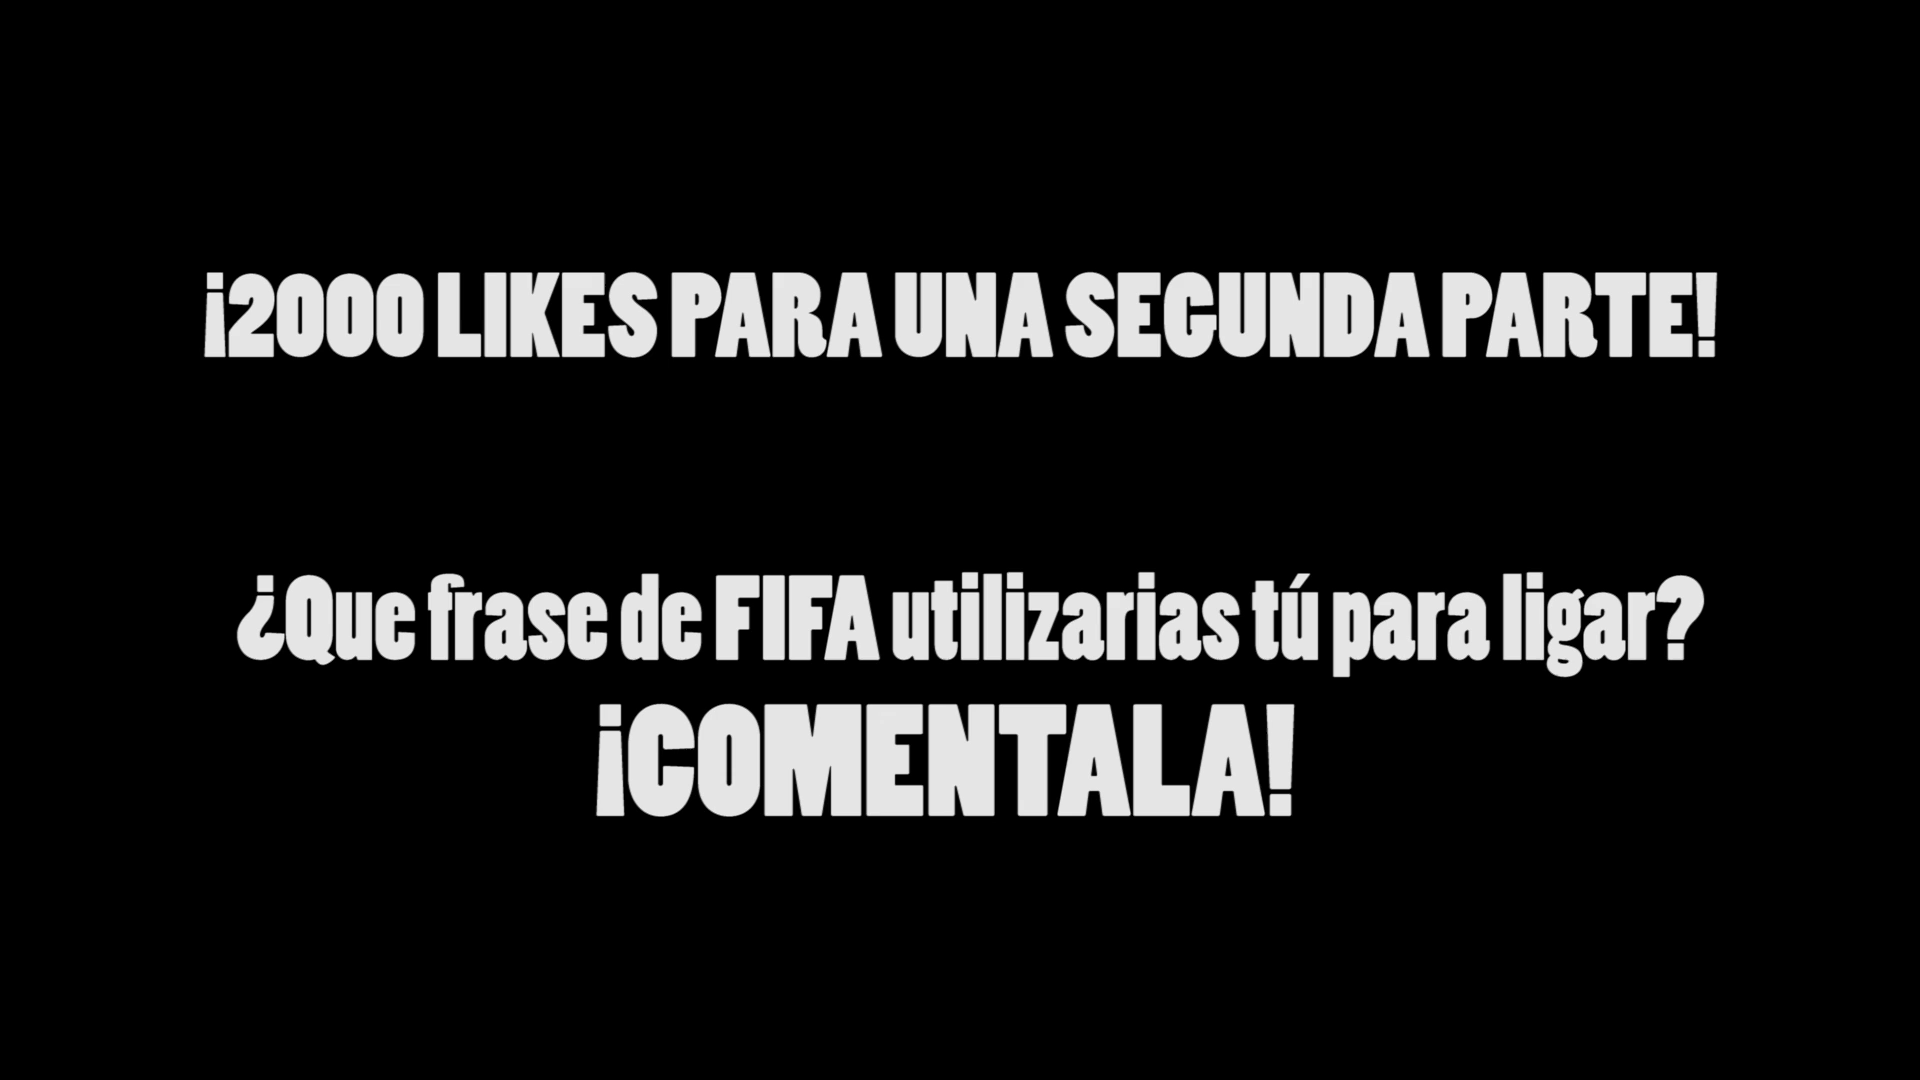 ¡2000 LIKES PARA UNA SEGUNDA PARTE!
¿Que frase de FIFA utilizarias tú para ligar?
¡COMENTALA!